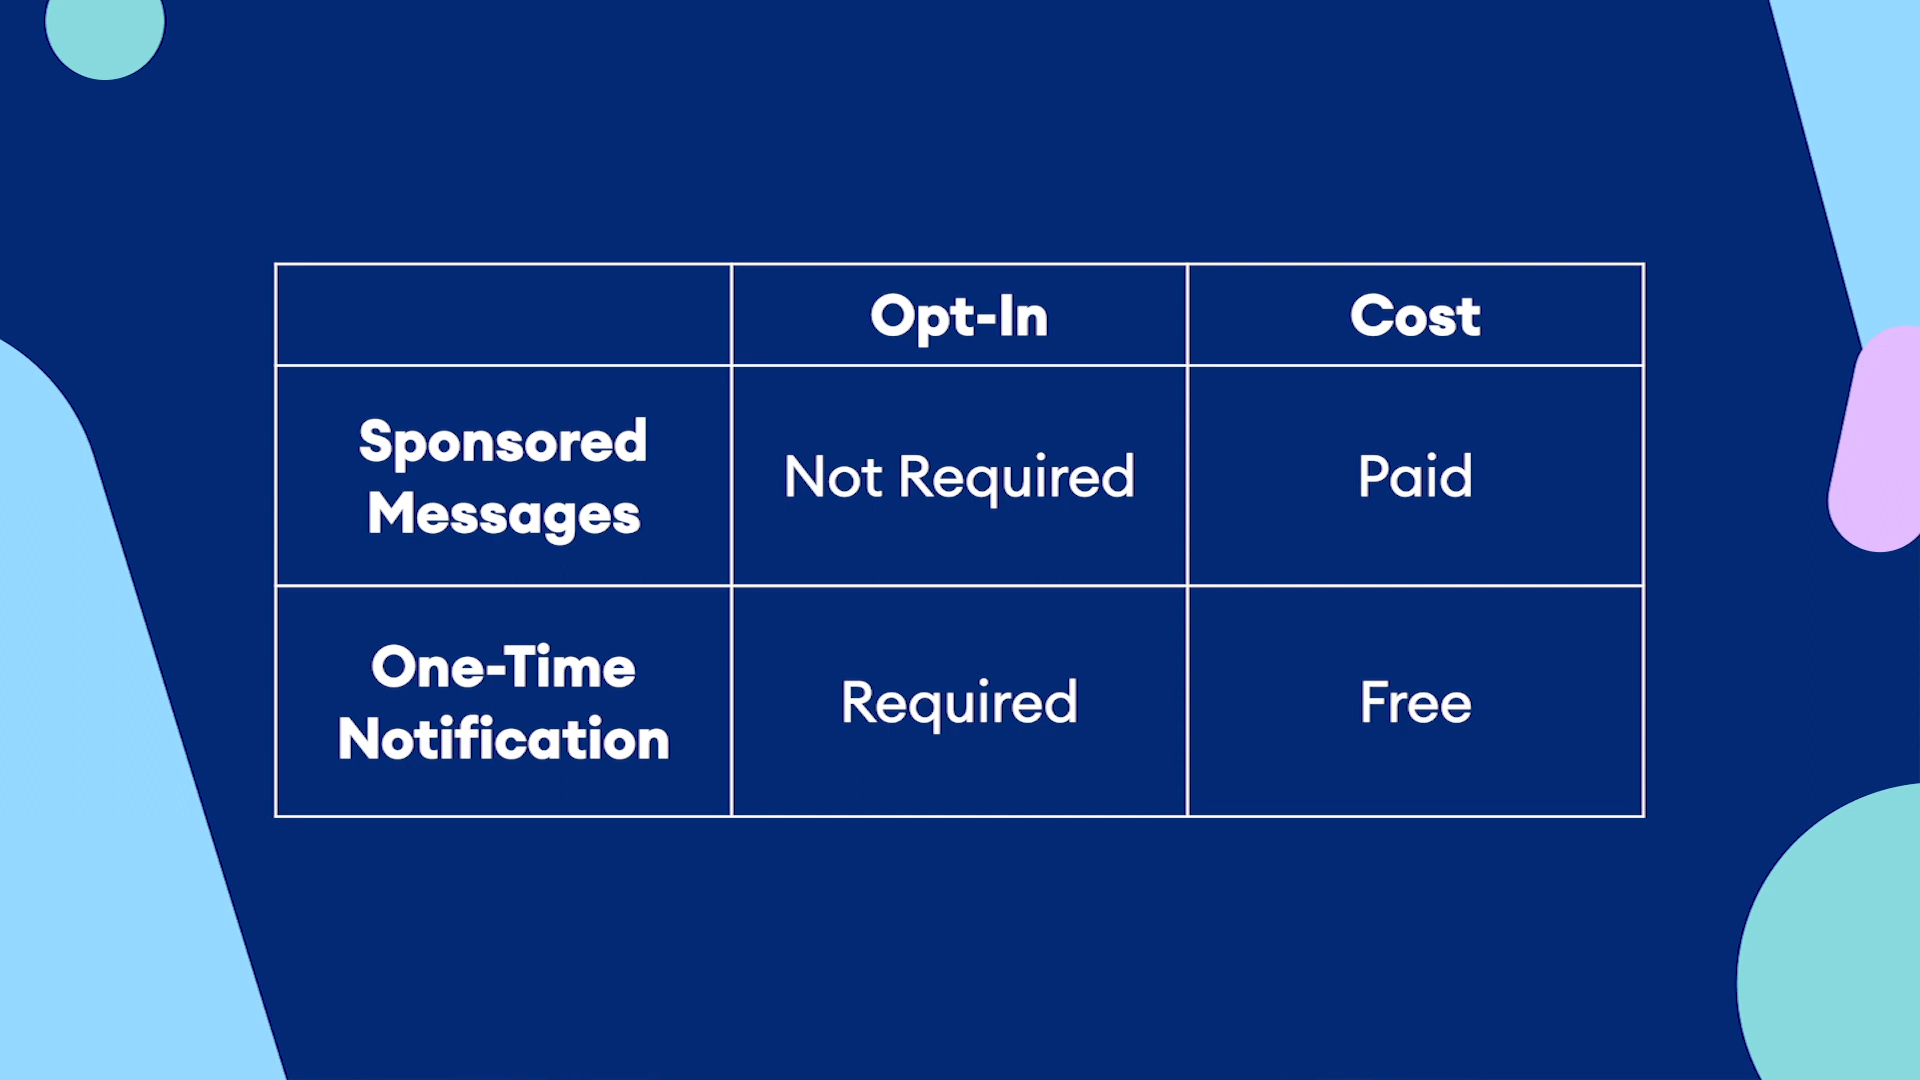 Opt-In Cost
Sponsored
Messages
Not Required
Paid
One-Time
Notification
Required
Free